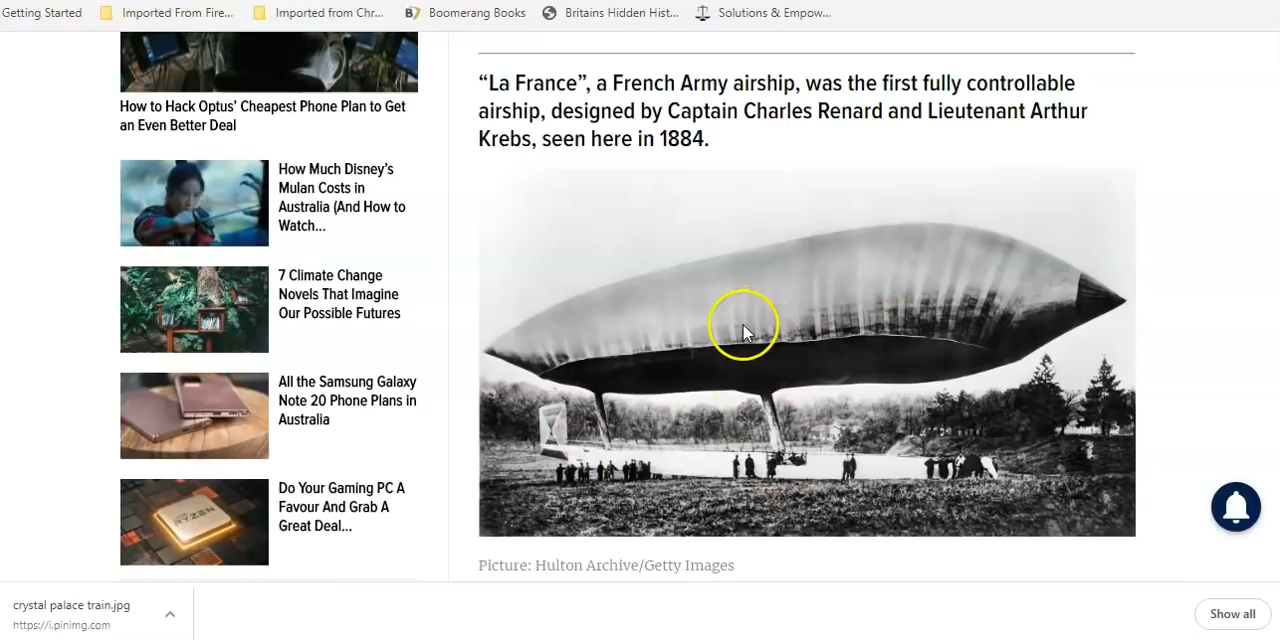 Getting Started
Imported From Fire...
Imported from Chr...
B7 Boomerang Books
Britains Hidden Hist...
Solutions & Empow...
How to Hack Optus’ Cheapest Phone Plan to Get
an Even Better Deal
How Much Disney’s
Mulan Costs in
Australia (And How to
Watch...
7 Climate Change
Novels That Imagine
Our Possible Futures
All the Samsung Galaxy
Note 20 Phone Plans in
Australia
Do Your Gaming PC A
Favour And Grab A
Great Deal...
RYZEN
“La France”, a French Army airship, was the first fully controllable
airship, designed by Captain Charles Renard and Lieutenant Arthur
Krebs, seen here in 1884.
Picture: Hulton Archive/Getty Images
crystal palace train.jpg
https://i.pinimg.com
Show all